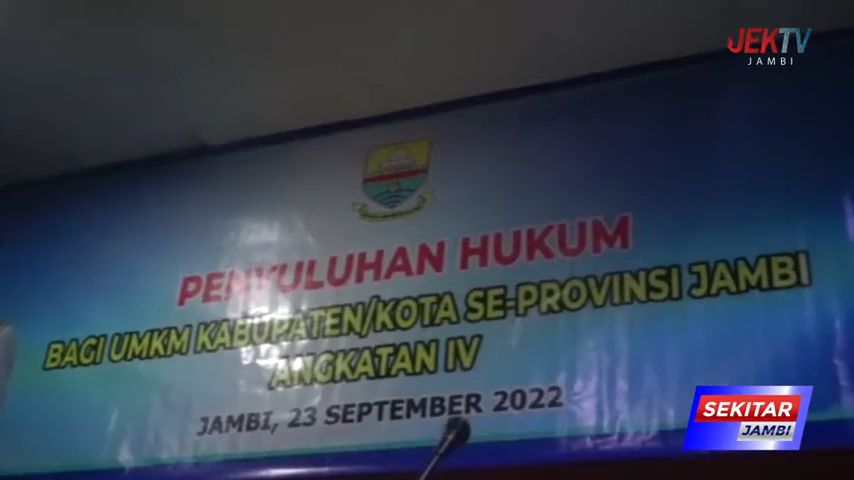 JEKTV
JAMBI
PENYULUHAN HUKUM
BAGI UMKM KABUPATEN/KOTA SE-PROVINSI JAMBI
ANGKATAN IV
JAMBI, 23 SEPTEMBER 2022
SEKITAR
JAMBI